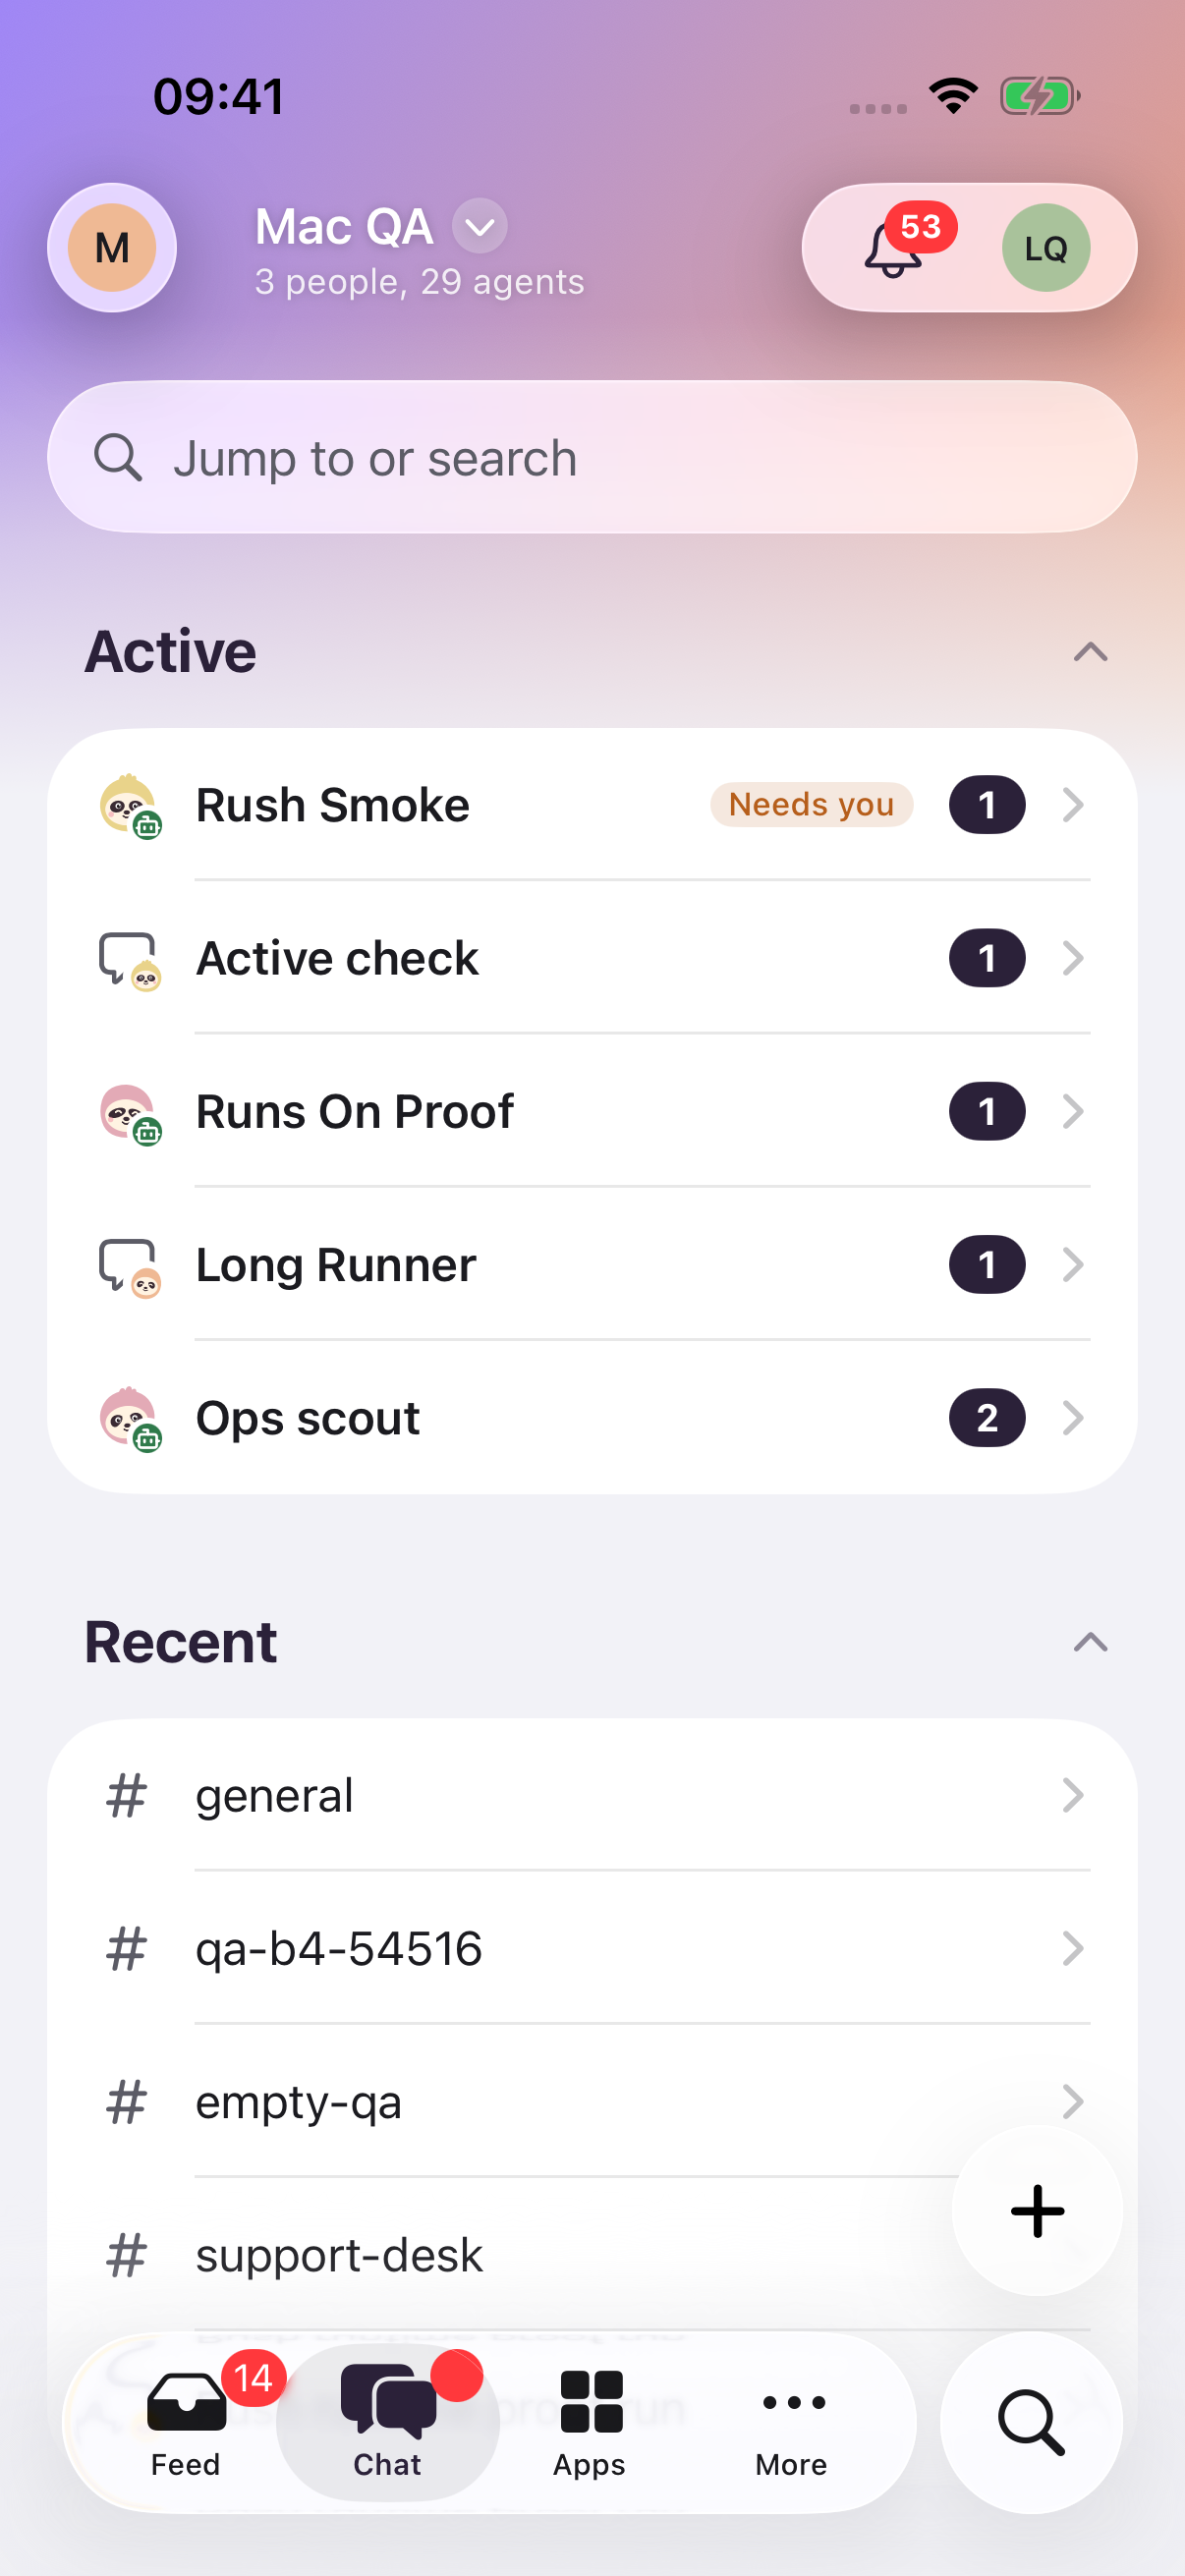 09:41
M
Mac QA
3 people, 29 agents
53
LQ
Jump to or search
Active
Rush Smoke Needs you 1
Active check 1
Runs On Proof 1
Long Runner 1
Ops scout 2
Recent
# general
# qa-b4-54516
# empty-qa
# support-desk
14
Feed Chat Apps More